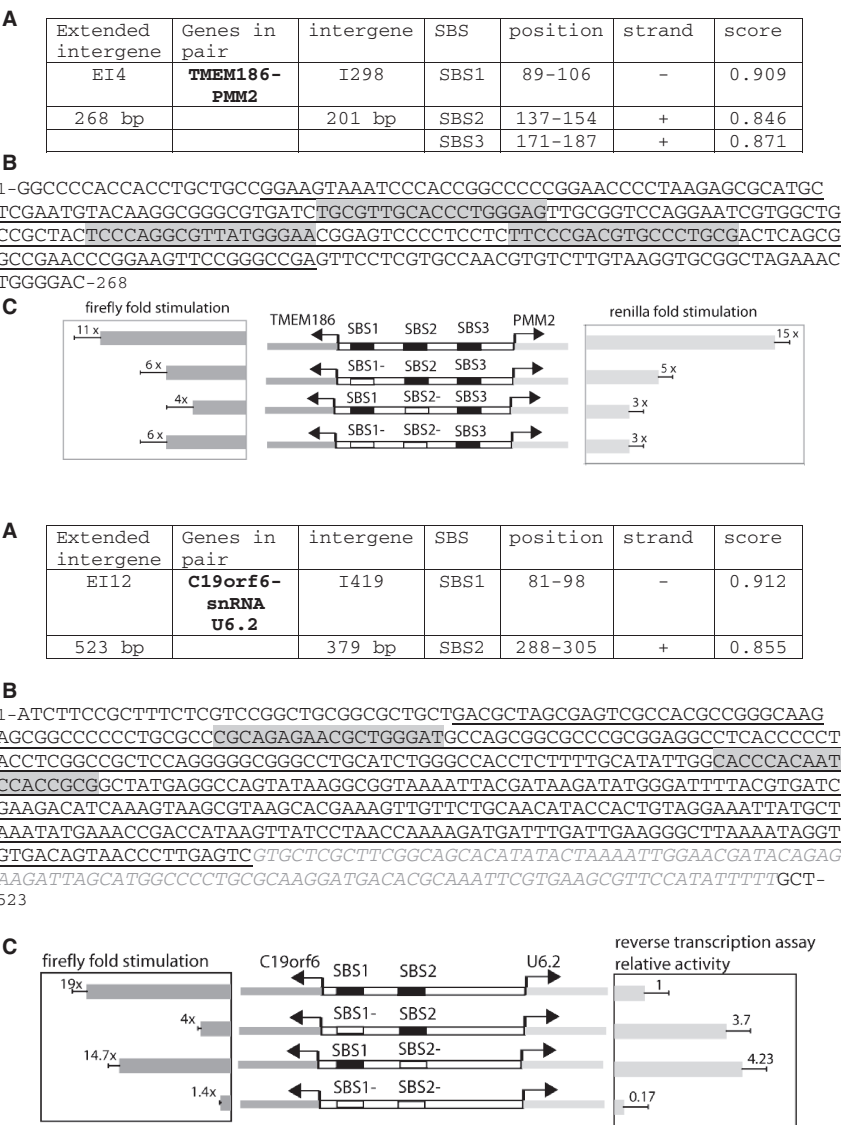 A
Extended intergene Genes in pair intergene SBS position strand score
EI4 TMEM186-PMM2 I298 SBS1 89-106 - 0.909
268 bp 201 bp SBS2 137-154 + 0.846
SBS3 171-187 + 0.871
B
1-GGCCCCACCACCTGCTGCCGGAAGTAAATCCCACCGGCCCCCGGAACCCCTAAGAGCGCATGC
TCGAATGTACAAGGCGGGCGTGATCTGCGTTGCACCCTGGGAGTTGCGGTCCAGGAATCGTGGCTG
CCGCTACTCCCAGGCGTTATGGGAACGGAGTCCCCTCCTCTTCCCGACGTGCCCTGCGACTCAGCG
GCCGAACCCGGAAGTTCCGGGCCGAGTTCCTCGTGCCAACGTGTCTTGTAAGGTGCGGCTAGAAAC
TGGGGAC-268
C
firefly fold stimulation
TMEM186 SBS1 SBS2 SBS3 PMM2
renilla fold stimulation
11 x 15 x
6 x SBS1- SBS2 SBS3 5 x
4x SBS1 SBS2- SBS3 3 x
6 x SBS1- SBS2- SBS3 3 x
A
Extended intergene Genes in pair intergene SBS position strand score
EI12 C19orf6-snRNA U6.2 I419 SBS1 81-98 - 0.912
523 bp 379 bp SBS2 288-305 + 0.855
B
1-ATCTTCCGCTTTCTCGTCCGGCTGCGGCGCTGCTGACGCTAGCGAGTCGCCACGCCGGGCAAG
AGCGGCCCCCCTGCGCCCGCAGAGAACGCTGGGATGCCAGCGGCGCCCGCGGAGGCCTCACCCCCT
ACCTCGGCCGCTCCAGGGGGCGGGCCTGCATCTGGGCCACCTCTTTTGCATATTGGCACCCACAAT
CCACCGCGGCTATGAGGCCAGTATAAGGCGGTAAAATTACGATAAGATATGGGATTTTACGTGATC
GAAGACATCAAAGTAAGCGTAAGCACGAAAGTTGTTCTGCAACATACCACTGTAGGAAATTATGCT
AAATATGAAACCGACCATAAGTTATCCTAACCAAAAGATGATTTGATTGAAGGGCTTAAAATAGGT
GTGACAGTAACCCTTGAGTCGTGCTCGCTTCGGCAGCACATATACTAAAATTGGAACGATACAGAG
AAGATTAGCATGGCCCCTGCGCAAGGATGACACGCAAATTCGTGAAGCGTTCCATATTTTTGCT-
523
C
firefly fold stimulation
C19orf6 SBS1 SBS2 U6.2
reverse transcription assay
relative activity
19x 1
4x SBS1- SBS2 3.7
14.7x SBS1 SBS2- 4.23
1.4x SBS1- SBS2- 0.17